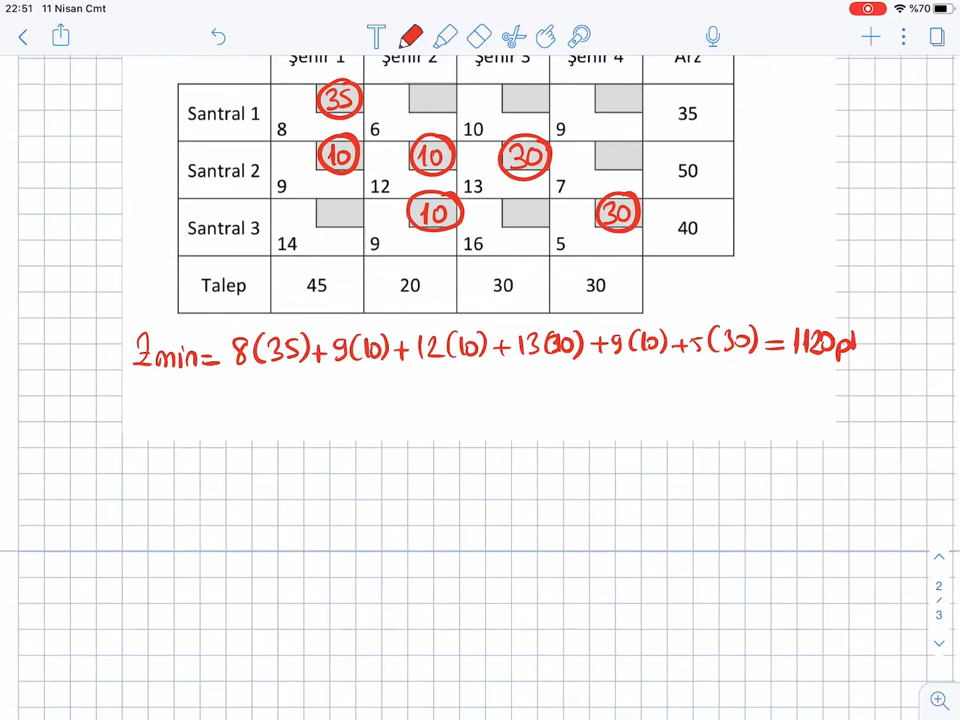 22:51 11 Nisan Cmt %70
Şehir 1 Şehir 2 Şehir 3 Şehir 4 Arz
Santral 1 8 35 6 10 9 35
Santral 2 9 10 12 10 13 30 7 50
Santral 3 14 9 10 16 5 30 40
Talep 45 20 30 30
Zmin= 8(35)+9(10)+12(10)+13(30)+9(10)+5(30)=1120pb
2
3